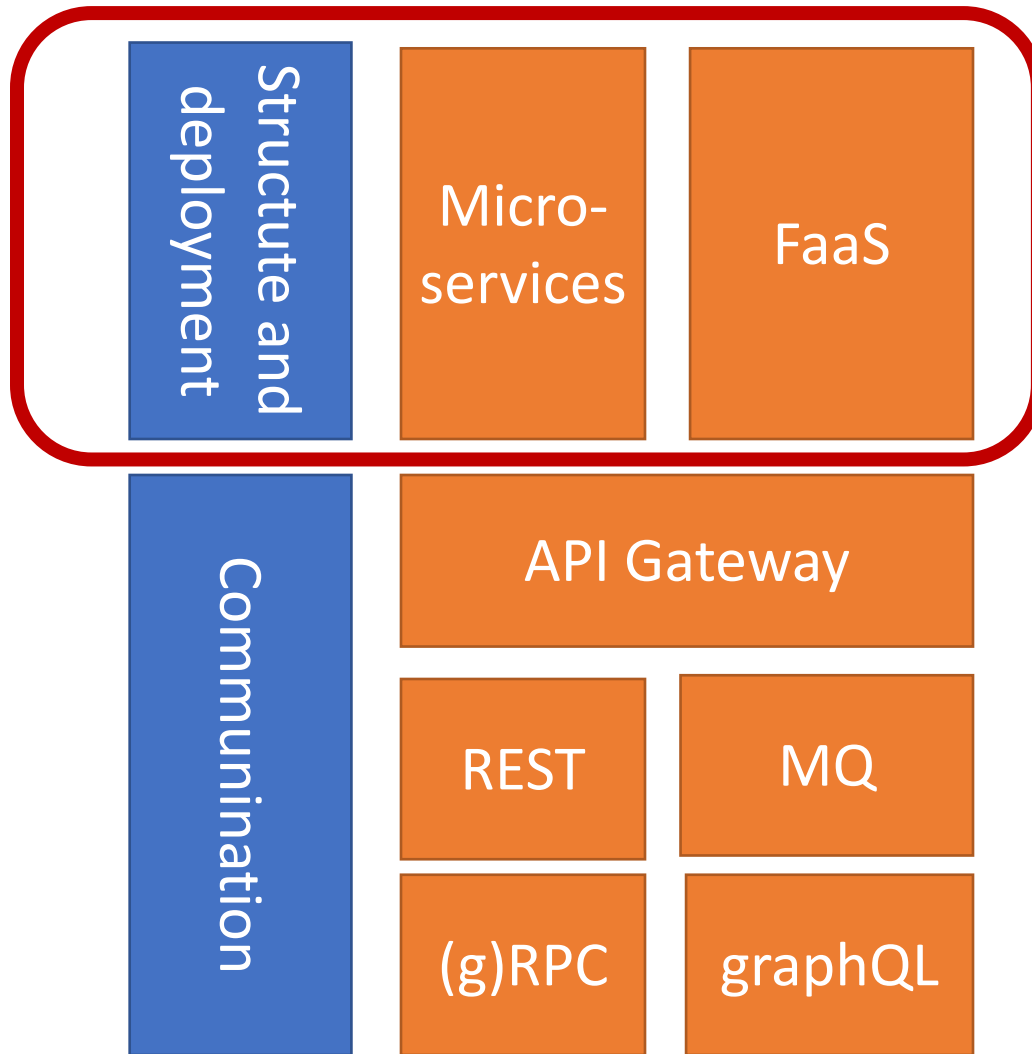 Structute and
deployment
Micro-
services
FaaS
Communination
API Gateway
REST
MQ
(g)RPC
graphQL